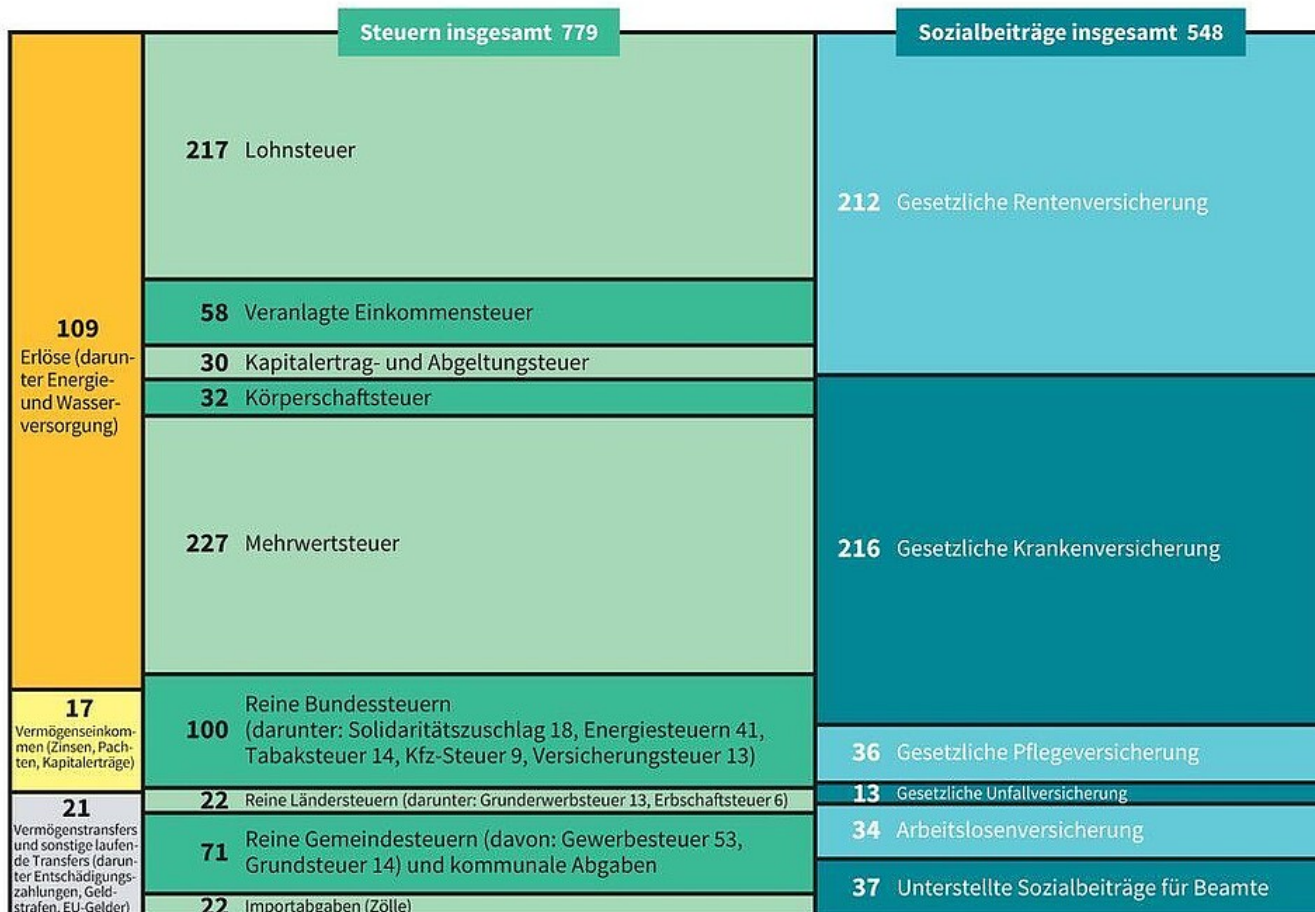 Steuern insgesamt 779
Sozialbeiträge insgesamt 548
109
Erlöse (darun-
ter Energie-
und Wasser-
versorgung)
17
Vermögenseinkom-
men (Zinsen, Pach-
ten, Kapitalerträge)
21
Vermögenstransfers
und sonstige laufen-
de Transfers (darun-
ter Entschädigungs-
zahlungen, Geld-
strafen, EU-Gelder)
217 Lohnsteuer
58 Veranlagte Einkommensteuer
30 Kapitalertrag- und Abgeltungsteuer
32 Körperschaftsteuer
227 Mehrwertsteuer
100 Reine Bundessteuern
(darunter: Solidaritätszuschlag 18, Energiesteuern 41,
Tabaksteuer 14, Kfz-Steuer 9, Versicherungsteuer 13)
22 Reine Ländersteuern (darunter: Grunderwerbsteuer 13, Erbschaftsteuer 6)
71 Reine Gemeindesteuern (davon: Gewerbesteuer 53,
Grundsteuer 14) und kommunale Abgaben
22 Importabgaben (Zölle)
212 Gesetzliche Rentenversicherung
216 Gesetzliche Krankenversicherung
36 Gesetzliche Pflegeversicherung
13 Gesetzliche Unfallversicherung
34 Arbeitslosenversicherung
37 Unterstellte Sozialbeiträge für Beamte